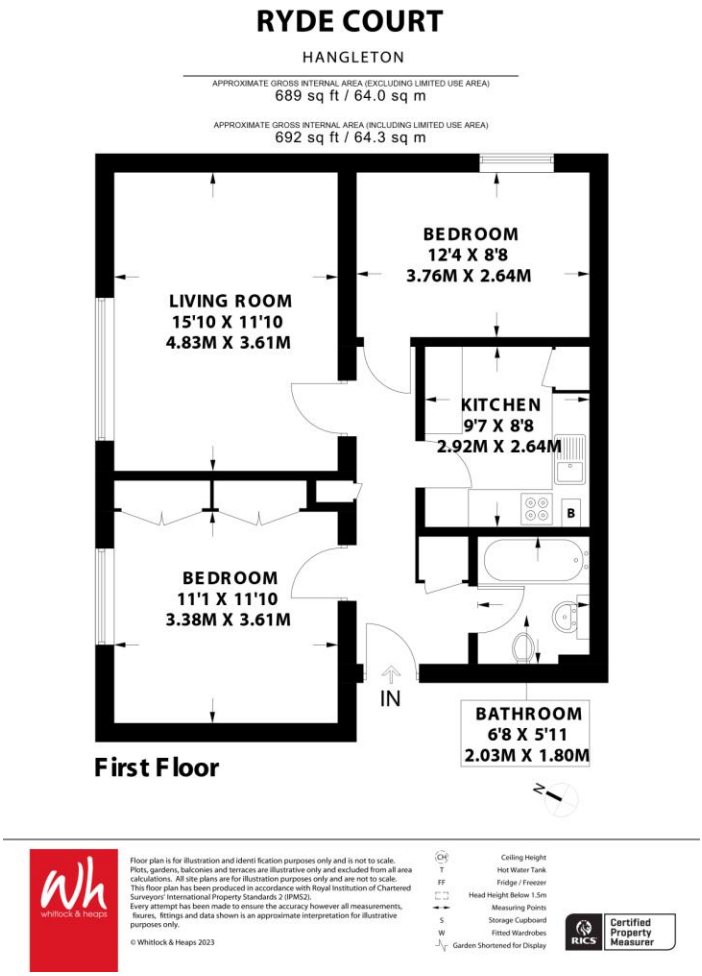 RYDE COURT
HANGLETON
APPROXIMATE GROSS INTERNAL AREA (EXCLUDING LIMITED USE AREA)
689 sq ft / 64.0 sq m
APPROXIMATE GROSS INTERNAL AREA (INCLUDING LIMITED USE AREA)
692 sq ft / 64.3 sq m
BEDROOM
12'4 X 8'8
3.76M X 2.64M
LIVING ROOM
15'10 X 11'10
4.83M X 3.61M
KITCHEN
9'7 X 8'8
2.92M X 2.64M
B
BEDROOM
11'1 X 11'10
3.38M X 3.61M
IN
BATHROOM
6'8 X 5'11
2.03M X 1.80M
First Floor
N
Wh
whitlock & heaps
Floor plan is for illustration and identi fication purposes only and is not to scale.
Plots, gardens, balconies and terraces are illustrative only and excluded from all area
calculations. All site plans are for illustration purposes only and are not to scale.
This floor plan has been produced in accordance with Royal Institution of Chartered
Surveyors' International Property Standards 2 (IPMS2).
Every attempt has been made to ensure the accuracy however all measurements,
fixures, fittings and data shown is an approximate interpretation for illustrative
purposes only.
© Whitlock & Heaps 2023
CH Ceiling Height
T Hot Water Tank
FF Fridge / Freezer
Head Height Below 1.5m
Measuring Points
S Storage Cupboard
W Fitted Wardrobes
Garden Shortened for Display
RICS
Certified
Property
Measurer